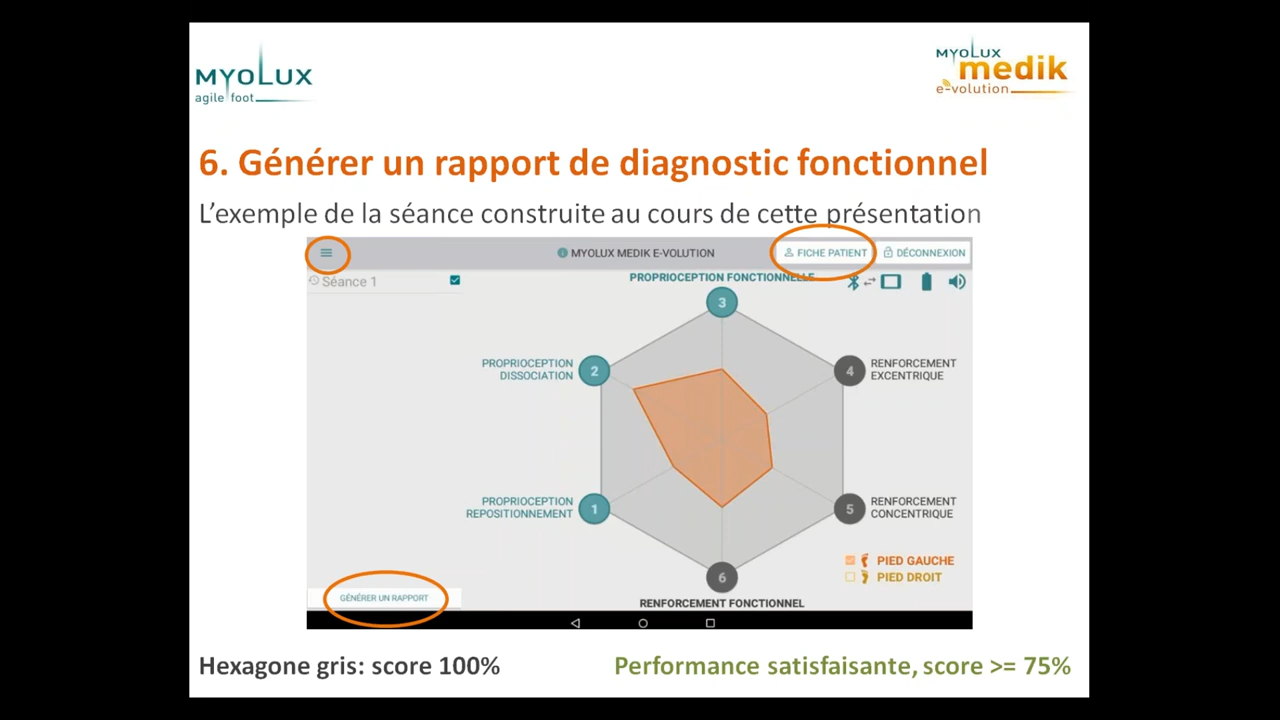 MYOLUX
agile foot
MYOLUX
medik
e-volution
6. Générer un rapport de diagnostic fonctionnel
L'exemple de la séance construite au cours de cette présentation
MYOLUX MEDIK E-VOLUTION
FICHE PATIENT
DÉCONNEXION
Séance 1
PROPRIOCEPTION FONCTIONNELLE
3
PROPRIOCEPTION
DISSOCIATION
2
4
RENFORCEMENT
EXCENTRIQUE
PROPRIOCEPTION
REPOSITIONNEMENT
1
5
RENFORCEMENT
CONCENTRIQUE
PIED GAUCHE
PIED DROIT
6
RENFORCEMENT FONCTIONNEL
GÉNÉRER UN RAPPORT
Hexagone gris: score 100%
Performance satisfaisante, score >= 75%